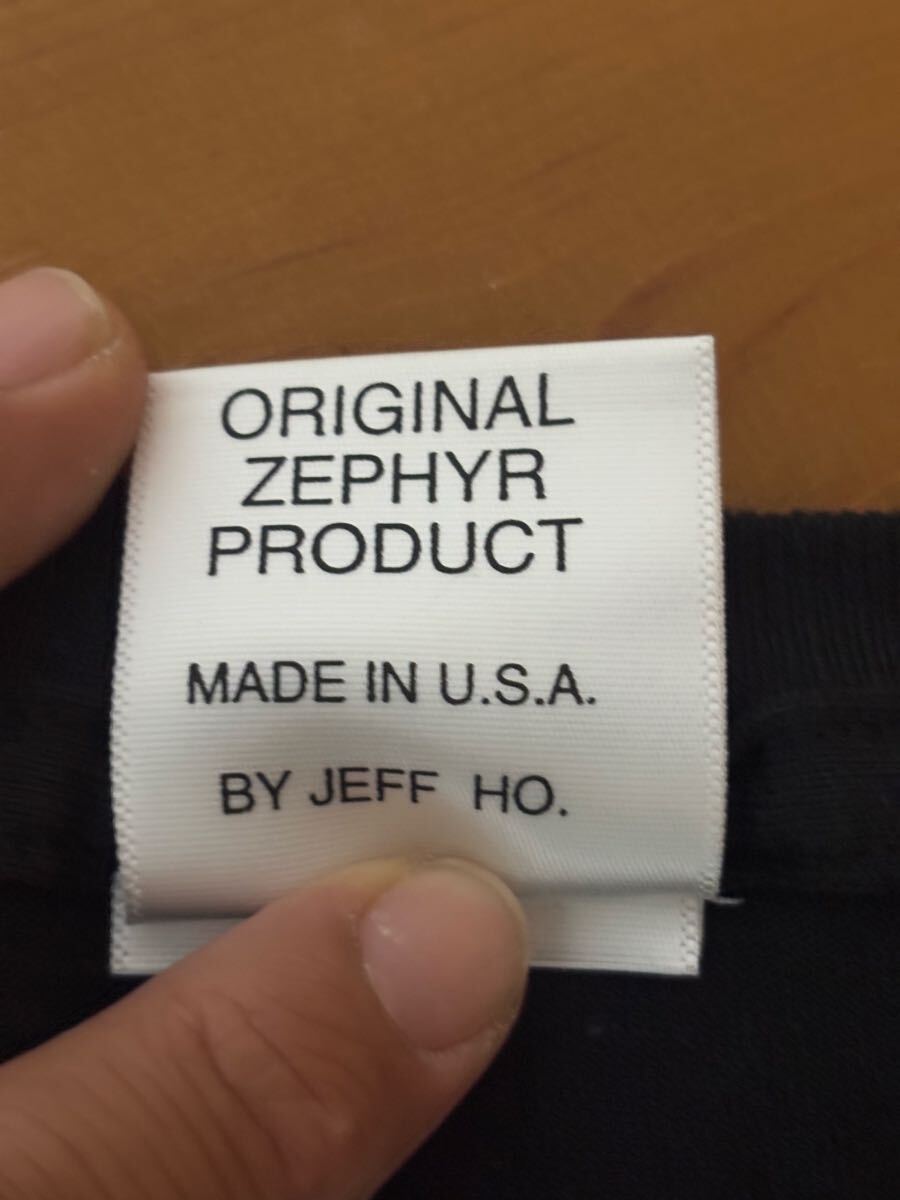 ORIGINAL
ZEPHYR
PRODUCT
MADE IN U.S.A.
BY JEFF HO.